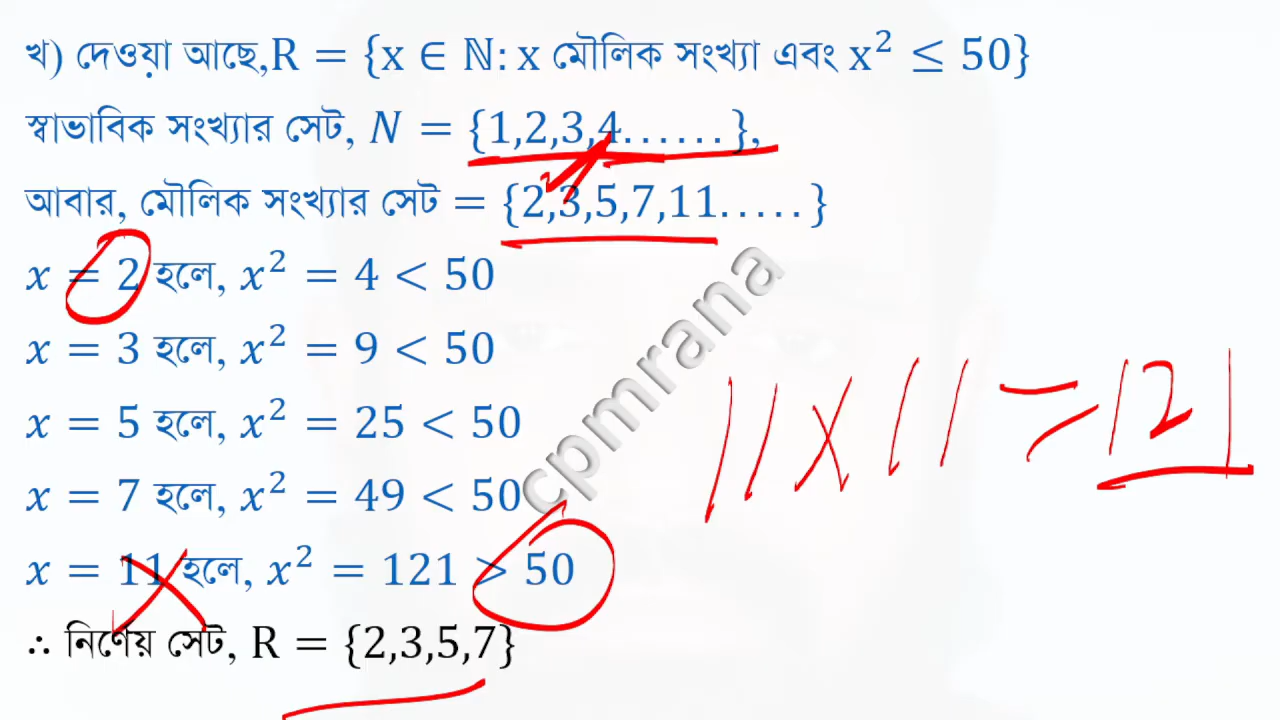 খ) দেওয়া আছে,R = {x ∈ ℕ: x মৌলিক সংখ্যা এবং x² ≤ 50}
স্বাভাবিক সংখ্যার সেট, N = {1,2,3,4......},
আবার, মৌলিক সংখ্যার সেট = {2,3,5,7,11.....}
x = 2 হলে, x² = 4 < 50
x = 3 হলে, x² = 9 < 50
x = 5 হলে, x² = 25 < 50
x = 7 হলে, x² = 49 < 50
x = 11 হলে, x² = 121 > 50
∴ নির্ণেয় সেট, R = {2,3,5,7}
11 x 11 = 121
cpmrana